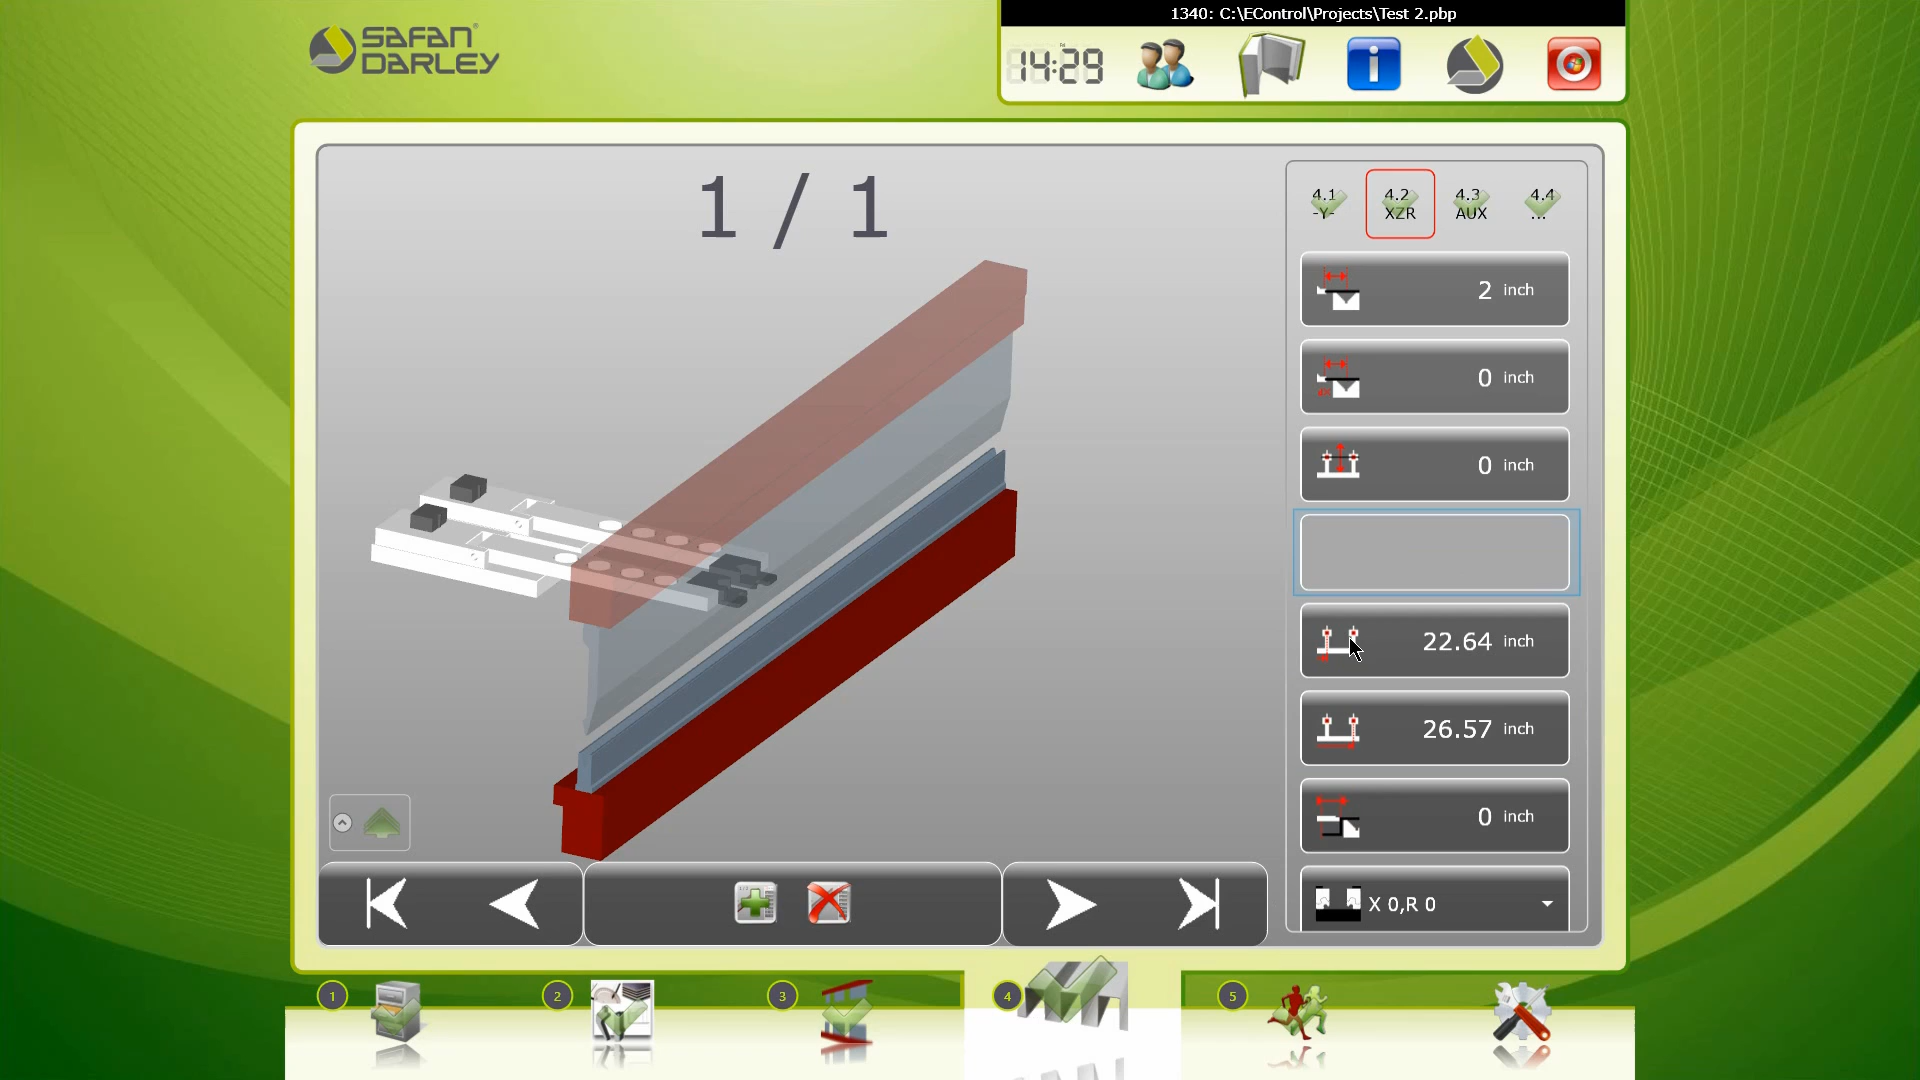 SAFAN
DARLEY
1340: C:\EControl\Projects\Test 2.pbp
14:29
1 / 1
4.1
-Y-
4.2
XZR
4.3
AUX
4.4
...
2 inch
0 inch
0 inch
22.64 inch
26.57 inch
0 inch
X 0,R 0
1
2
3
4
5